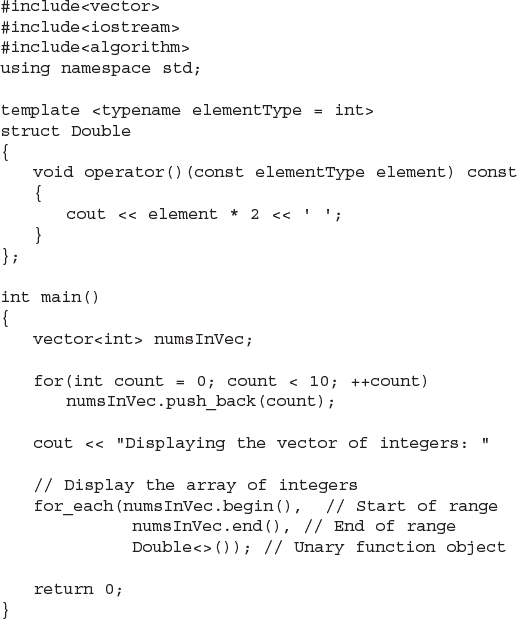 #include<vector>
#include<iostream>
#include<algorithm>
using namespace std;

template <typename elementType = int>
struct Double
{
   void operator()(const elementType element) const
   {
      cout << element * 2 << ' ';
   }
};

int main()
{
   vector<int> numsInVec;

   for(int count = 0; count < 10; ++count)
      numsInVec.push_back(count);

   cout << "Displaying the vector of integers: "

   // Display the array of integers
   for_each(numsInVec.begin(),  // Start of range
            numsInVec.end(), // End of range
            Double<>()); // Unary function object

   return 0;
}